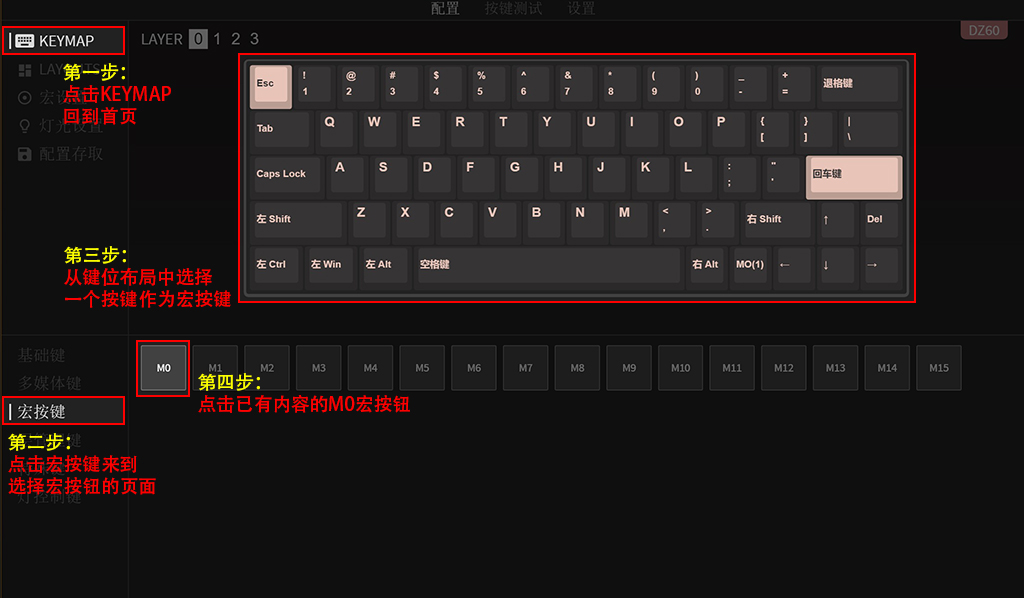 配置 按键测试 设置
KEYMAP
LAYER 0 1 2 3
DZ60
第一步:
点击KEYMAP
回到首页
灯光设置
配置存取
Esc ! 1 @ 2 # 3 $ 4 % 5 ^ 6 & 7 * 8 ( 9 ) 0 _ - + = 退格键
Tab Q W E R T Y U I O P { [ } ] | \
Caps Lock A S D F G H J K L : ; " ' 回车键
左 Shift Z X C V B N M < , > . 右 Shift ↑ Del
左 Ctrl 左 Win 左 Alt 空格键 右 Alt MO(1) ← ↓ →
第三步:
从键位布局中选择
一个按键作为宏按键
基础键
多媒体键
宏按键
M0 M1 M2 M3 M4 M5 M6 M7 M8 M9 M10 M11 M12 M13 M14 M15
第四步:
点击已有内容的M0宏按钮
第二步:
点击宏按键来到
选择宏按钮的页面
灯控制键